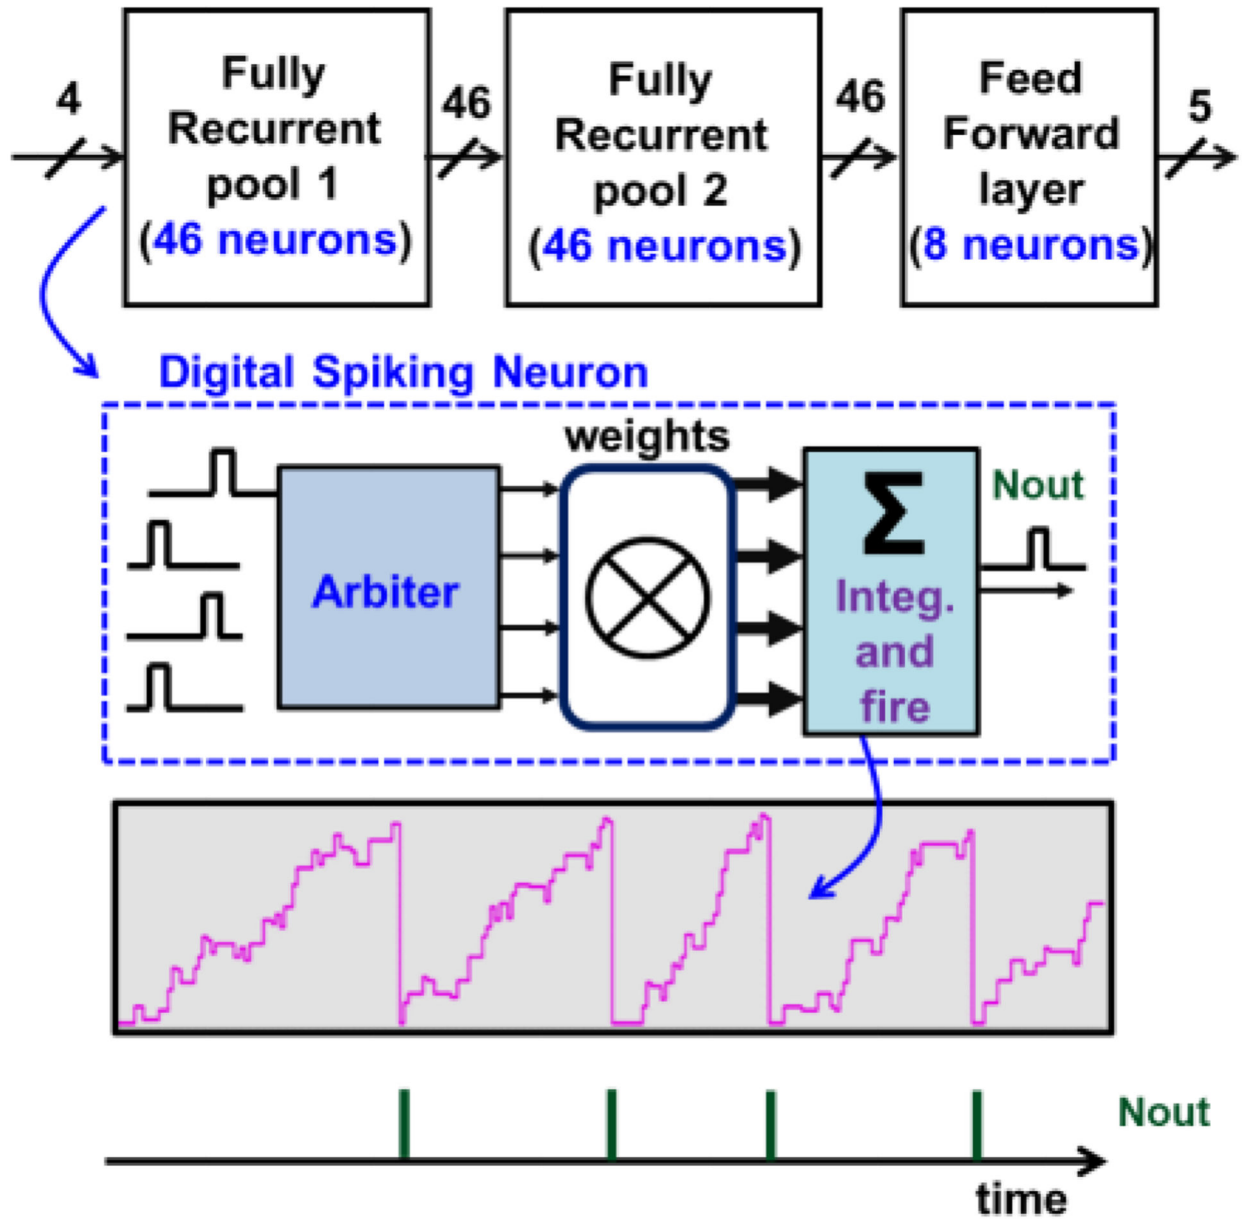 4
Fully
Recurrent
pool 1
(46 neurons)
46
Fully
Recurrent
pool 2
(46 neurons)
46
Feed
Forward
layer
(8 neurons)
5
Digital Spiking Neuron
weights
Arbiter
Σ
Integ.
and
fire
Nout
Nout
time